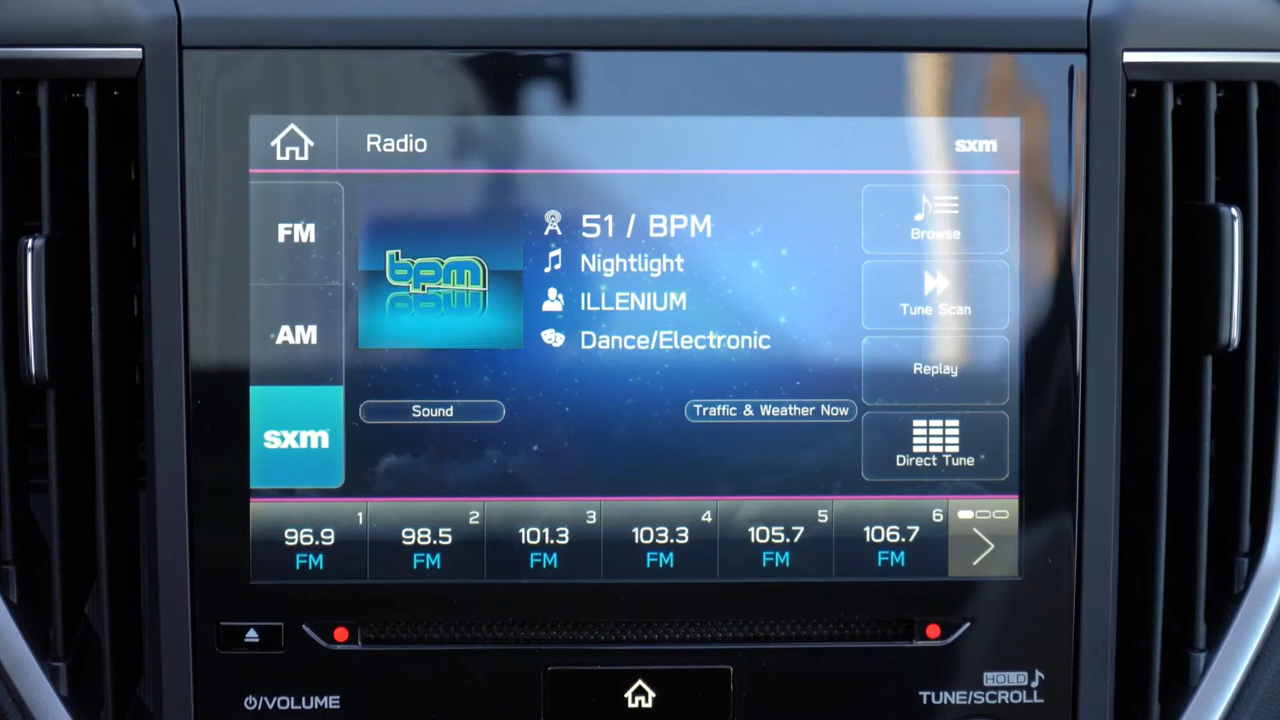 Radio
sxm
FM
AM
sxm
bpm
51 / BPM
Nightlight
ILLENIUM
Dance/Electronic
Sound
Traffic & Weather Now
Browse
Tune Scan
Replay
Direct Tune
1
96.9
FM
2
98.5
FM
3
101.3
FM
4
103.3
FM
5
105.7
FM
6
106.7
FM
/VOLUME
HOLD
TUNE/SCROLL